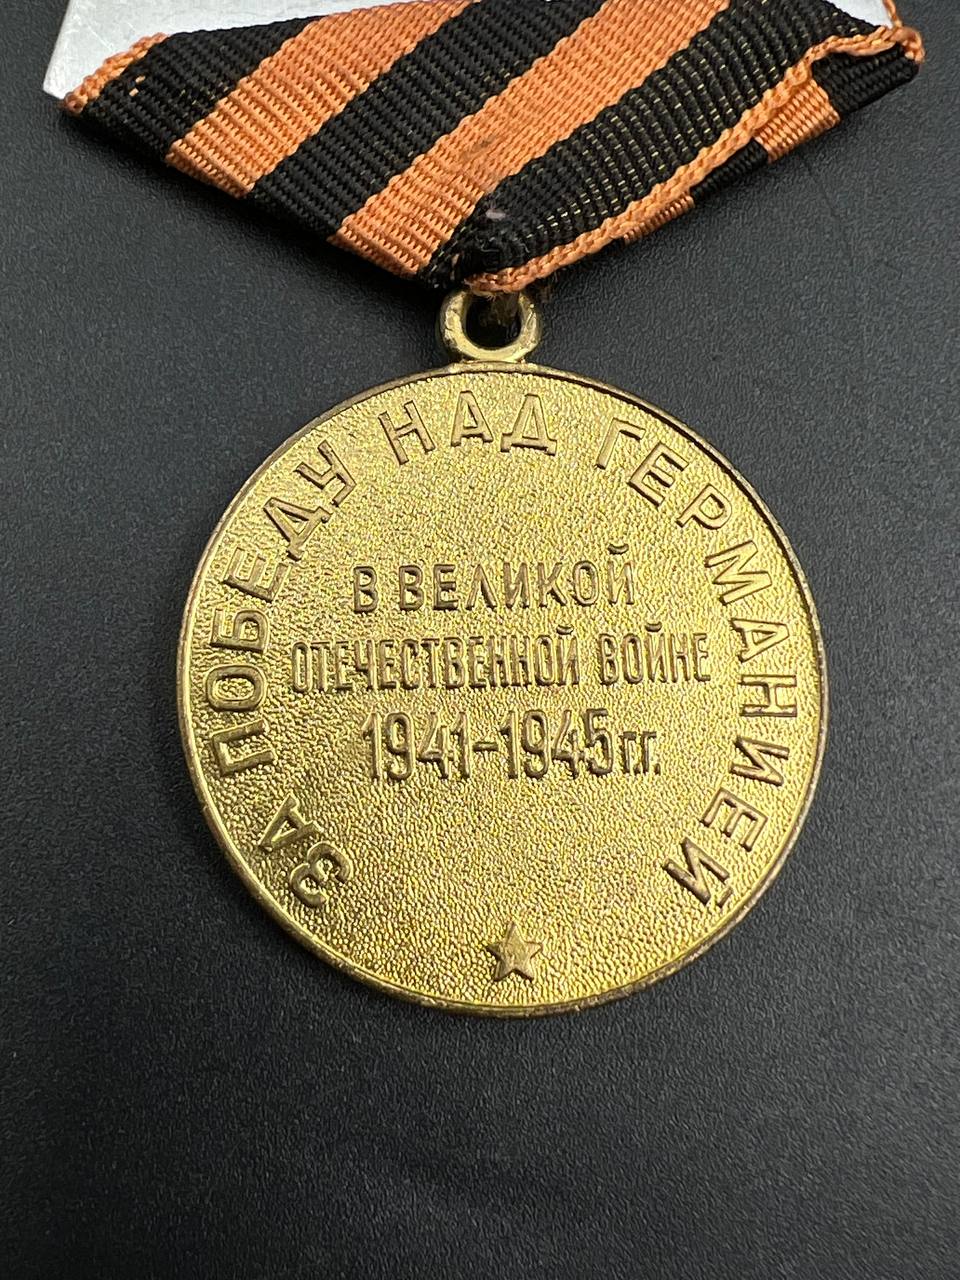 ЗА ПОБЕДУ НАД ГЕРМАНИЕЙ
В ВЕЛИКОЙ
ОТЕЧЕСТВЕННОЙ ВОЙНЕ
1941-1945 г.г.